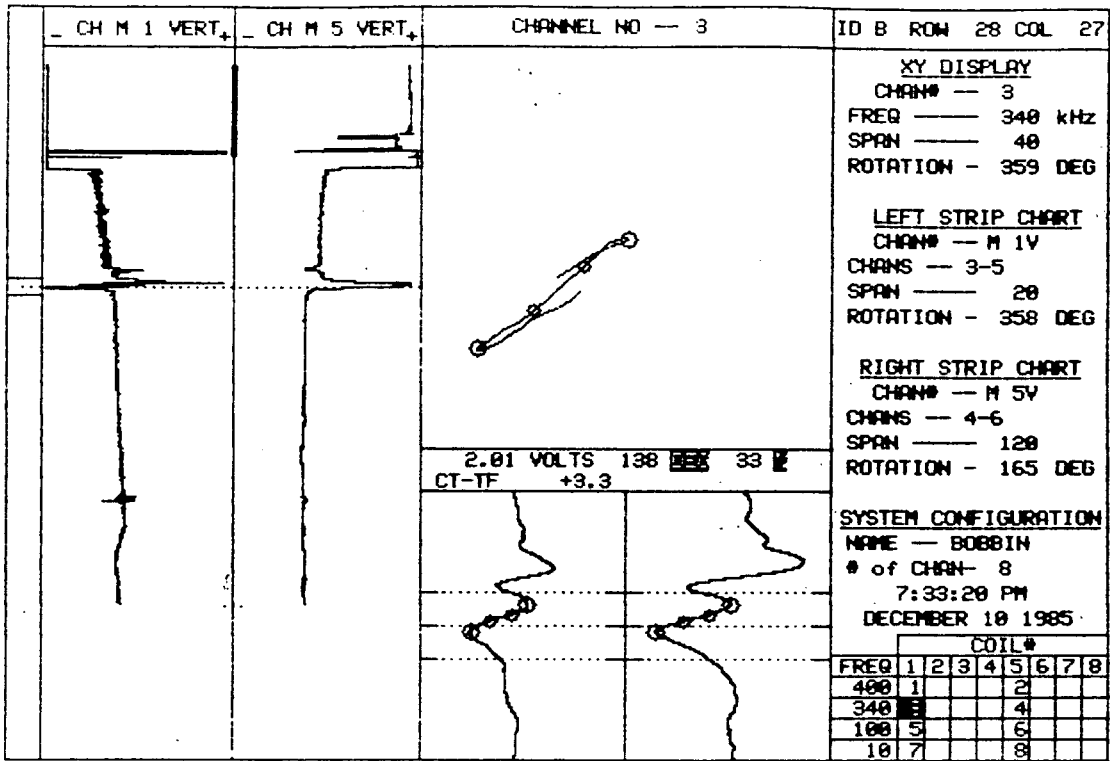 _ CH M 1 VERT +
_ CH M 5 VERT +
CHANNEL NO -- 3
2.01 VOLTS 138 DEG 33 %
CT-TF +3.3
ID B ROW 28 COL 27
XY DISPLAY
CHAN# -- 3
FREQ ---- 340 kHz
SPAN ---- 40
ROTATION - 359 DEG
LEFT STRIP CHART
CHAN# -- M 1V
CHANS -- 3-5
SPAN ---- 20
ROTATION - 358 DEG
RIGHT STRIP CHART
CHAN# -- M 5V
CHANS -- 4-6
SPAN ---- 120
ROTATION - 165 DEG
SYSTEM CONFIGURATION
NAME -- BOBBIN
# of CHAN- 8
7:33:20 PM
DECEMBER 10 1985
COIL#
FREQ 1 2 3 4 5 6 7 8
400 1 2
340 4
100 5 6
10 7 8